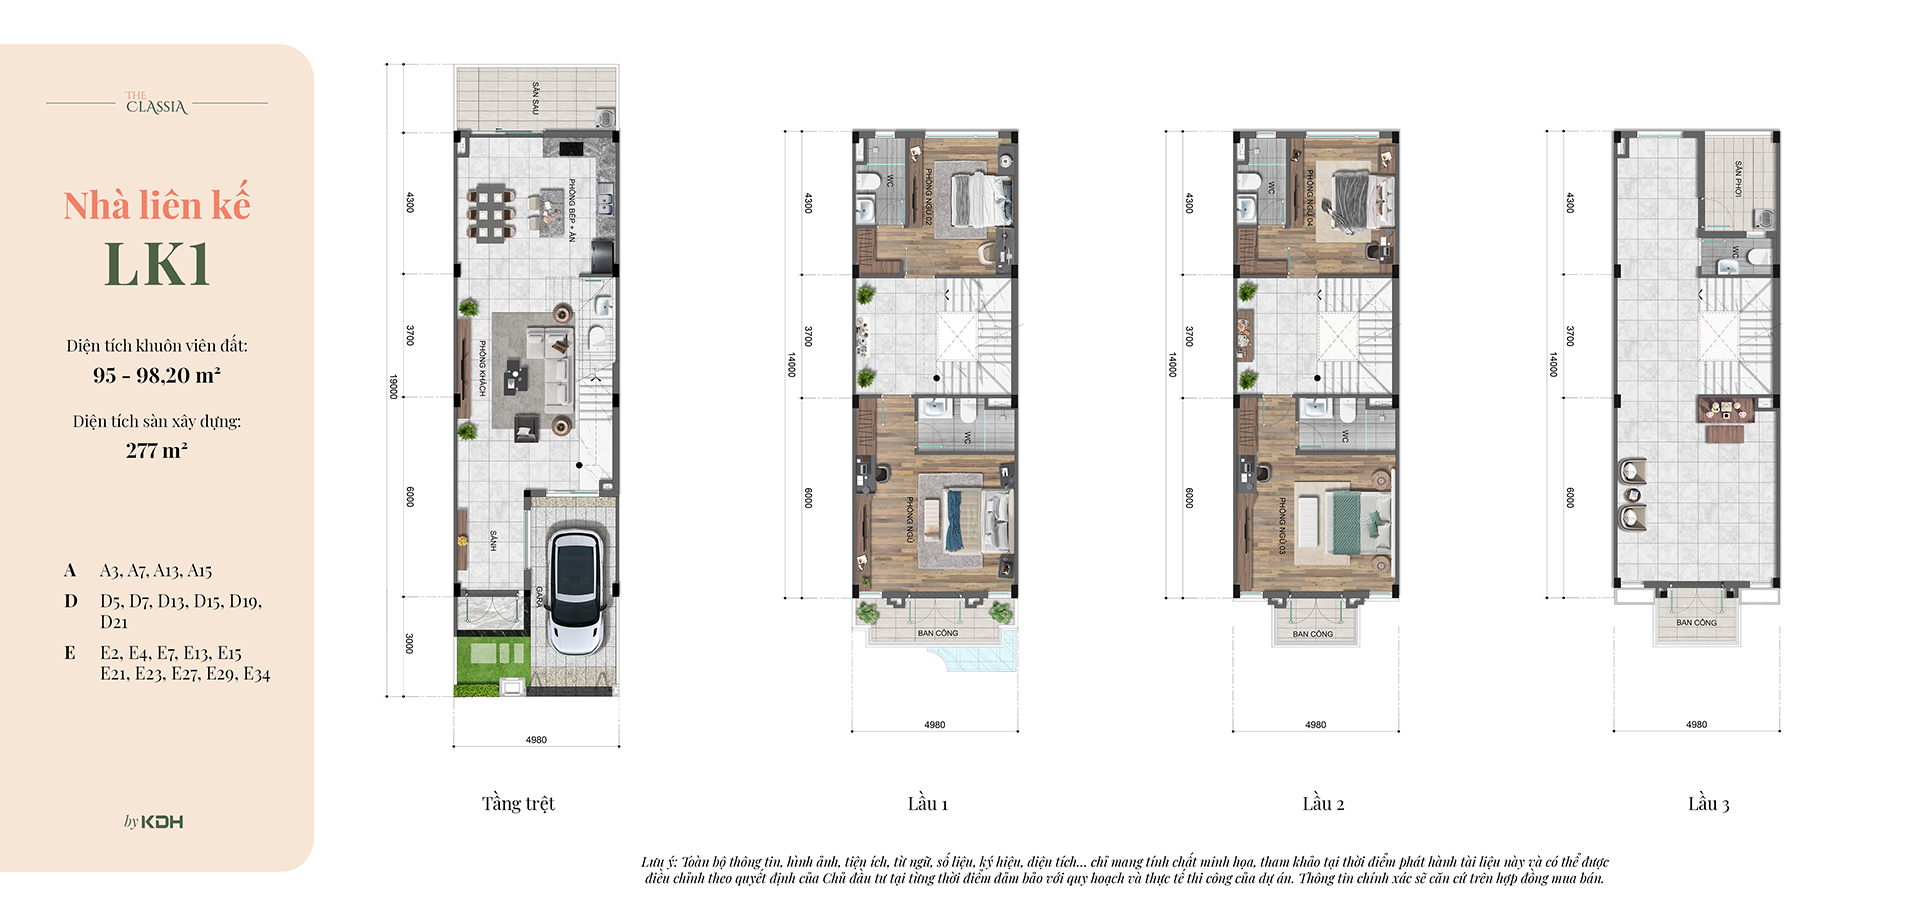 THE
CLASSIA
Nhà liên kế
LK1
Diện tích khuôn viên đất:
95 - 98,20 m²
Diện tích sàn xây dựng:
277 m²
A A3, A7, A13, A15
D D5, D7, D13, D15, D19,
D21
E E2, E4, E7, E13, E15
E21, E23, E27, E29, E34
by KDH
SÂN SAU
PHÒNG BẾP + ĂN
PHÒNG KHÁCH
SẢNH
GARA
4300
3700
6000
3000
19000
4980
Tầng trệt
WC
PHÒNG NGỦ 02
WC
PHÒNG NGỦ
BAN CÔNG
4300
3700
6000
14000
4980
Lầu 1
WC
PHÒNG NGỦ 04
WC
PHÒNG NGỦ 03
BAN CÔNG
4300
3700
6000
14000
4980
Lầu 2
SÂN PHƠI
WC
BAN CÔNG
4300
3700
6000
14000
4980
Lầu 3
Lưu ý: Toàn bộ thông tin, hình ảnh, tiện ích, từ ngữ, số liệu, ký hiệu, diện tích... chỉ mang tính chất minh họa, tham khảo tại thời điểm phát hành tài liệu này và có thể được
điều chỉnh theo quyết định của Chủ đầu tư tại từng thời điểm đảm bảo với quy hoạch và thực tế thi công của dự án. Thông tin chính xác sẽ căn cứ trên hợp đồng mua bán.